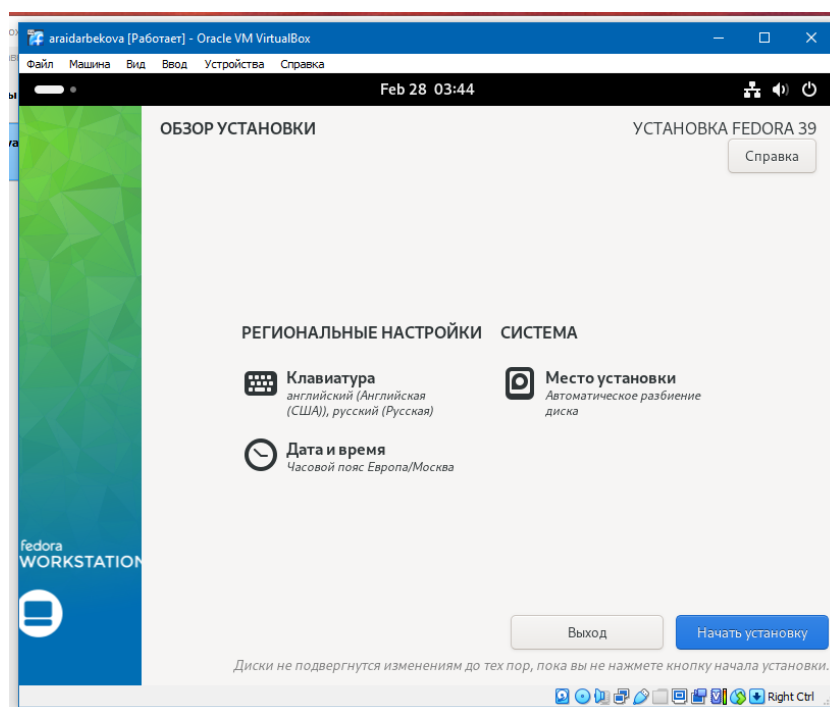 araidarbekova [Работает] - Oracle VM VirtualBox
Файл Машина Вид Ввод Устройства Справка
Feb 28 03:44
ОБЗОР УСТАНОВКИ
УСТАНОВКА FEDORA 39
Справка
РЕГИОНАЛЬНЫЕ НАСТРОЙКИ
Клавиатура
английский (Английская
(США)), русский (Русская)
Дата и время
Часовой пояс Европа/Москва
СИСТЕМА
Место установки
Автоматическое разбиение
диска
fedora
WORKSTATION
Выход
Начать установку
Диски не подвергнутся изменениям до тех пор, пока вы не нажмете кнопку начала установки.
Right Ctrl